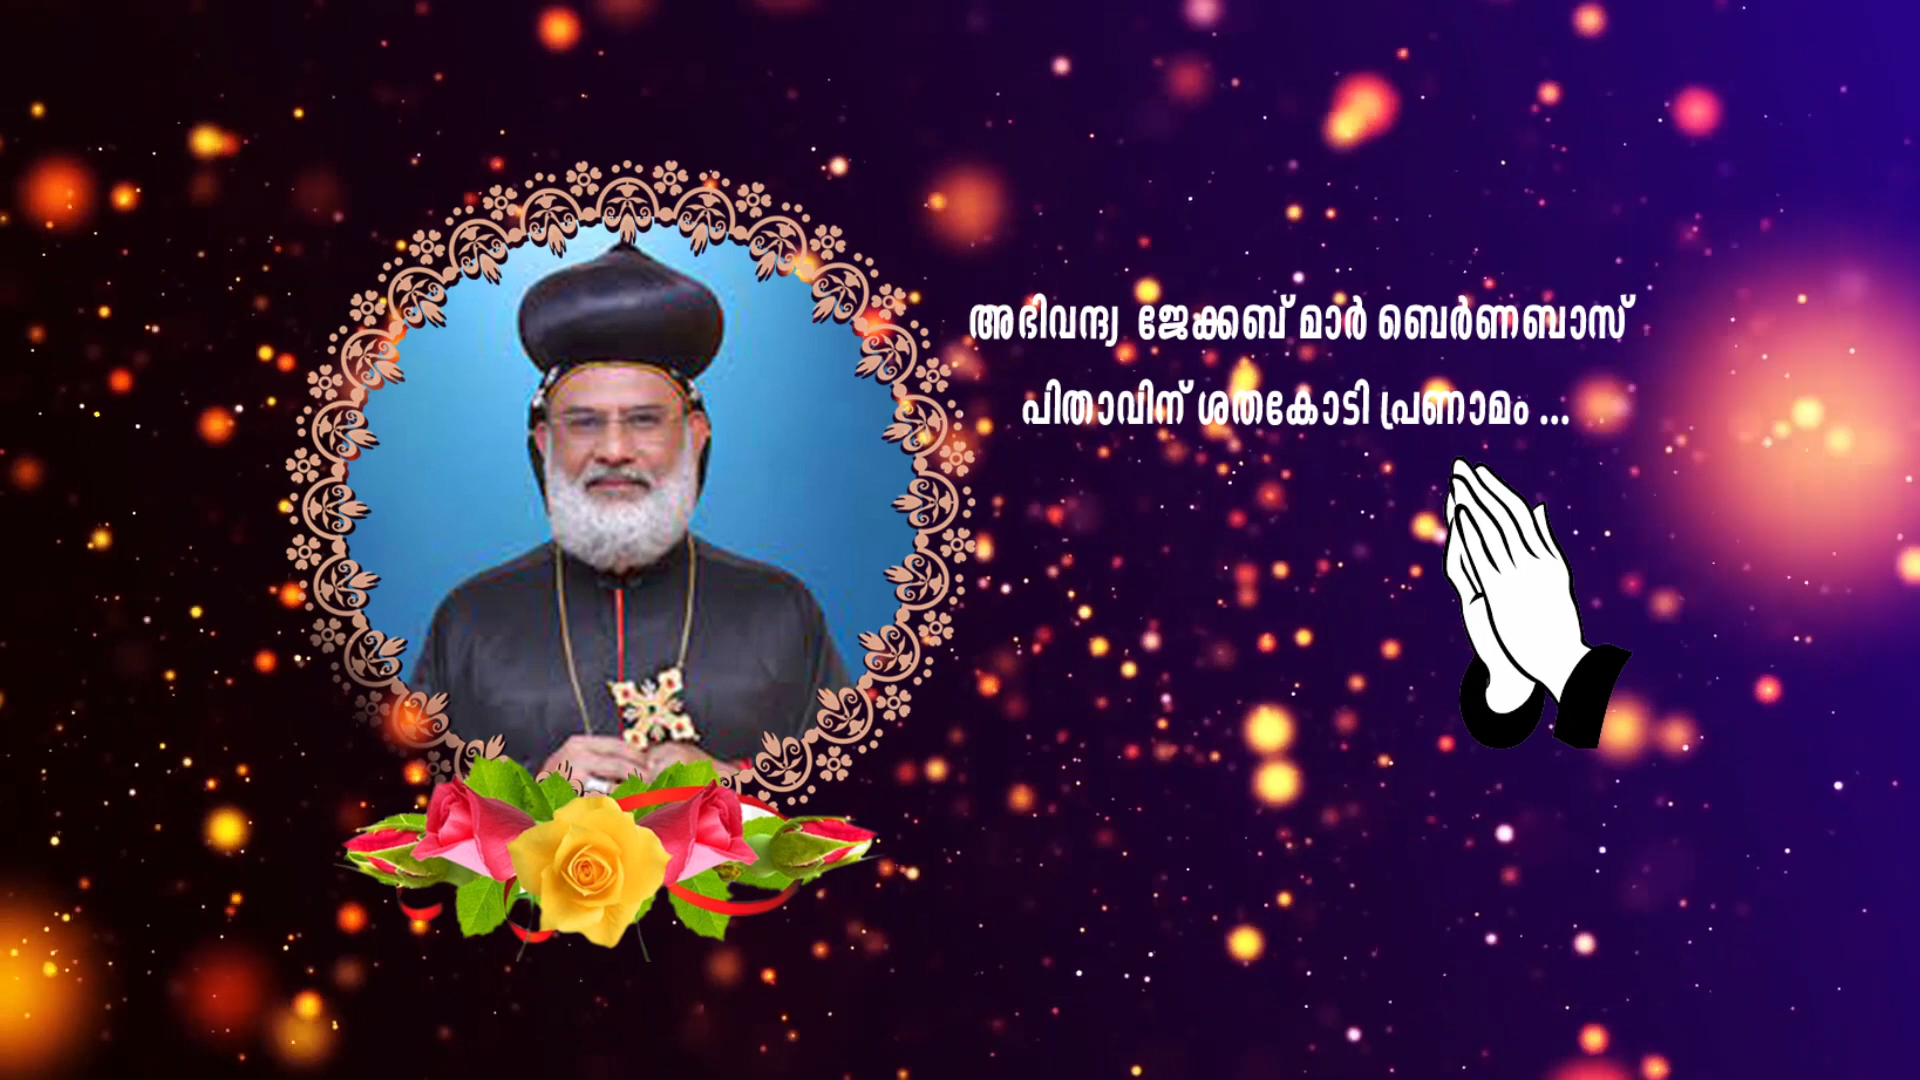 അഭിവന്ദ്യ ജേക്കബ് മാർ ബെർണബാസ്
പിതാവിന് ശതകോടി പ്രണാമം ...